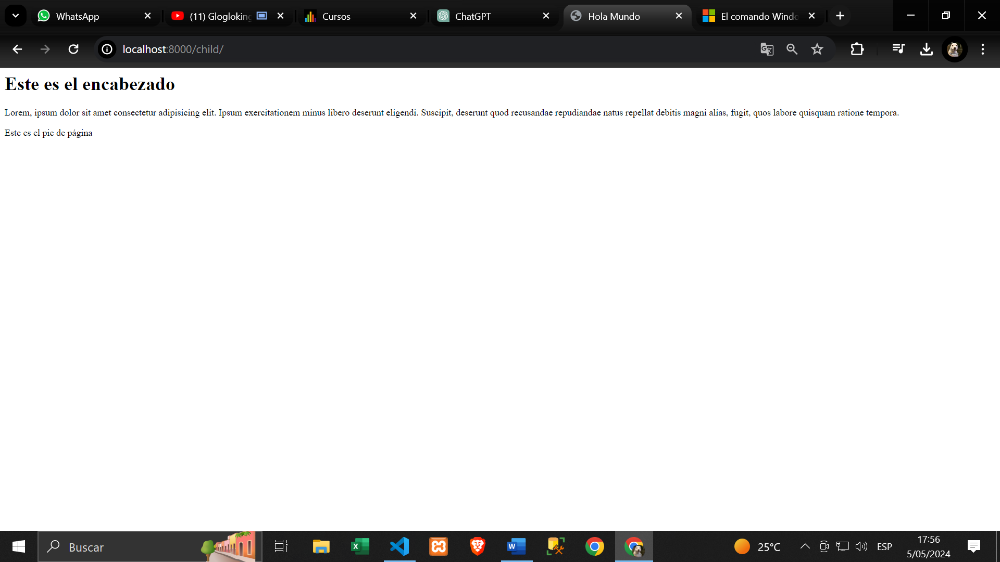 WhatsApp
(11) Glogloking
Cursos
ChatGPT
Hola Mundo
El comando Windo
localhost:8000/child/
Este es el encabezado
Lorem, ipsum dolor sit amet consectetur adipisicing elit. Ipsum exercitationem minus libero deserunt eligendi. Suscipit, deserunt quod recusandae repudiandae natus repellat debitis magni alias, fugit, quos labore quisquam ratione tempora.
Este es el pie de página
Buscar
25°C
ESP
17:56
5/05/2024